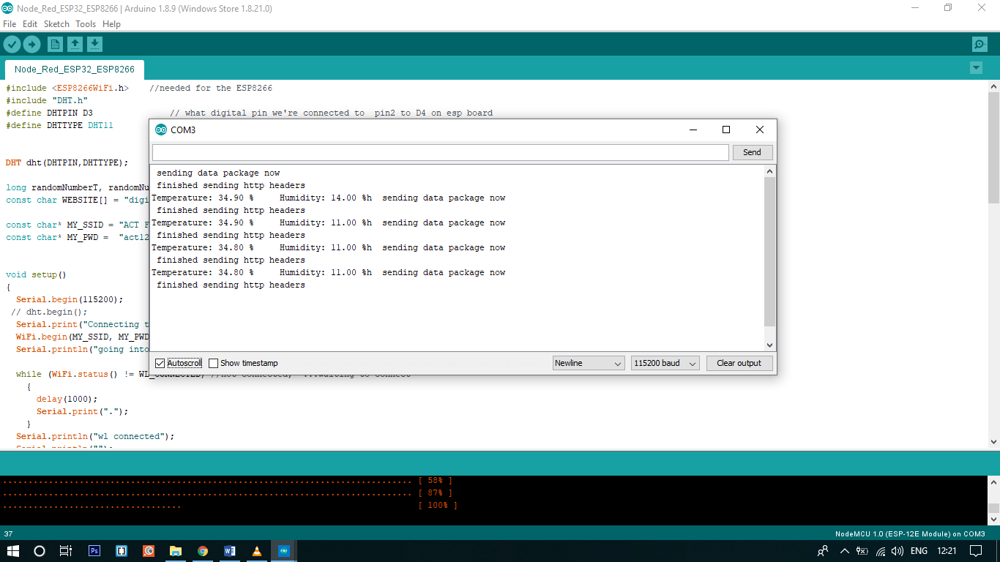 Node_Red_ESP32_ESP8266 | Arduino 1.8.9 (Windows Store 1.8.21.0)
File Edit Sketch Tools Help
Node_Red_ESP32_ESP8266
#include <ESP8266WiFi.h>    //needed for the ESP8266
#include "DHT.h"
#define DHTPIN D3               // what digital pin we're connected to  pin2 to D4 on esp board
#define DHTTYPE DHT11
DHT dht(DHTPIN,DHTTYPE);
long randomNumberT, randomNu
const char WEBSITE[] = "digi
const char* MY_SSID = "ACT F
const char* MY_PWD =  "act12
void setup()
{
Serial.begin(115200);
// dht.begin();
Serial.print("Connecting t
WiFi.begin(MY_SSID, MY_PWD
Serial.println("going into
while (WiFi.status() != WL_CONNECTED) //not connected,  ...waiting to connect
{
delay(1000);
Serial.print(".");
}
Serial.println("wl connected");
Serial.println("");
COM3
Send
sending data package now
finished sending http headers
Temperature: 34.90 %     Humidity: 14.00 %h  sending data package now
finished sending http headers
Temperature: 34.90 %     Humidity: 11.00 %h  sending data package now
finished sending http headers
Temperature: 34.80 %     Humidity: 11.00 %h  sending data package now
finished sending http headers
Temperature: 34.80 %     Humidity: 11.00 %h  sending data package now
finished sending http headers
Autoscroll Show timestamp Newline 115200 baud Clear output
................................................................................ [ 58% ]
................................................................................ [ 87% ]
...................................                                              [ 100% ]
37 NodeMCU 1.0 (ESP-12E Module) on COM3
Ps W ENG 12:21